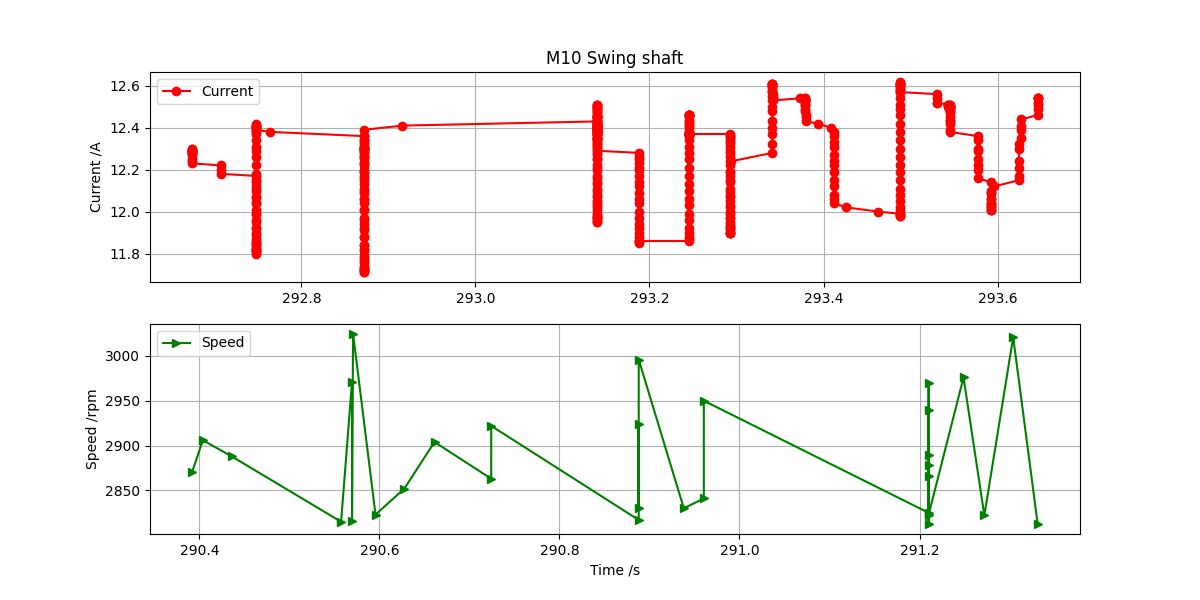 M10 Swing shaft
Current /A
12.6
12.4
12.2
12.0
11.8
Current
292.8 293.0 293.2 293.4 293.6
Speed /rpm
3000
2950
2900
2850
Speed
290.4 290.6 290.8 291.0 291.2
Time /s